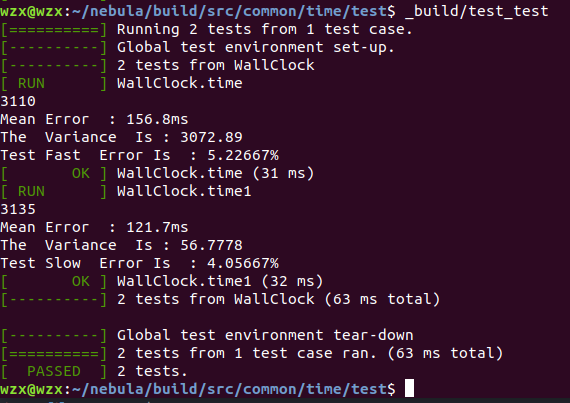 wzx@wzx:~/nebula/build/src/common/time/test$ _build/test_test
[==========] Running 2 tests from 1 test case.
[----------] Global test environment set-up.
[----------] 2 tests from WallClock
[ RUN      ] WallClock.time
3110
Mean Error  : 156.8ms
The  Variance  Is : 3072.89
Test Fast  Error Is  : 5.22667%
[       OK ] WallClock.time (31 ms)
[ RUN      ] WallClock.time1
3135
Mean Error  : 121.7ms
The  Variance  Is : 56.7778
Test Slow  Error Is  : 4.05667%
[       OK ] WallClock.time1 (32 ms)
[----------] 2 tests from WallClock (63 ms total)

[----------] Global test environment tear-down
[==========] 2 tests from 1 test case ran. (63 ms total)
[  PASSED  ] 2 tests.
wzx@wzx:~/nebula/build/src/common/time/test$